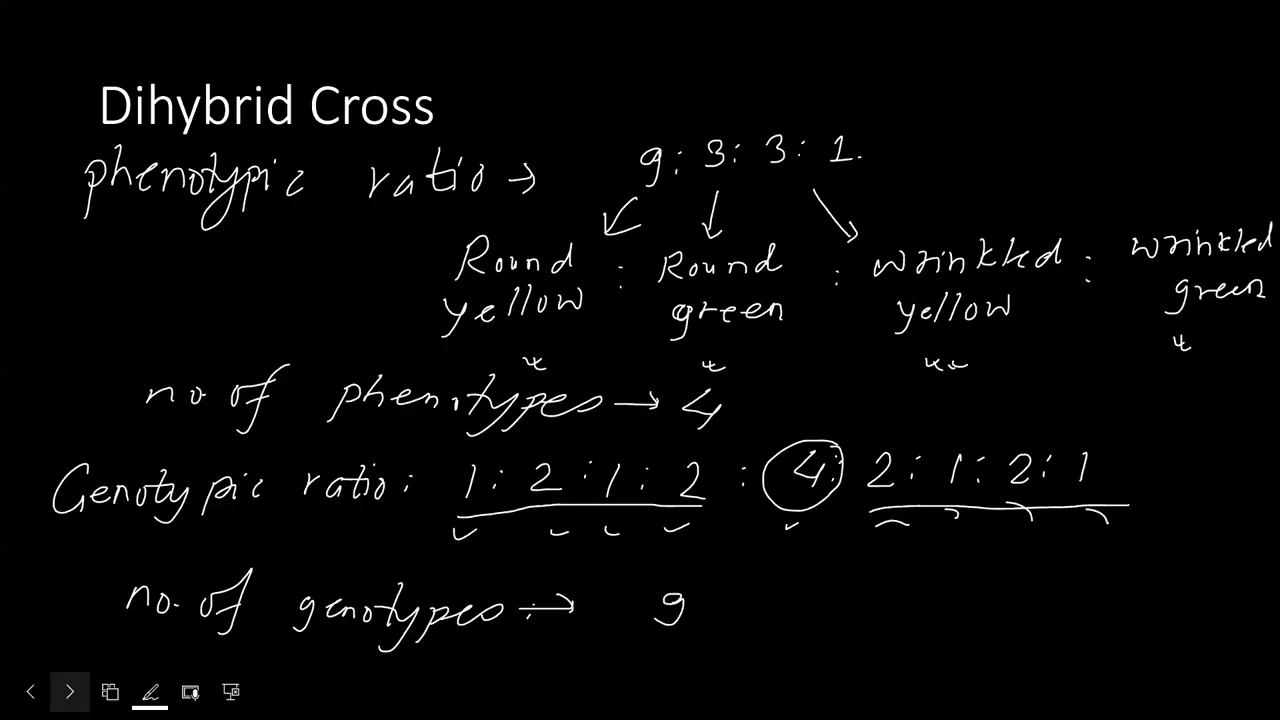 Dihybrid Cross
phenotypic ratio → 9 : 3 : 3 : 1.
Round yellow : Round green : wrinkled yellow : wrinkled green
no. of phenotypes → 4
Genotypic ratio : 1 : 2 : 1 : 2 : 4 : 2 : 1 : 2 : 1
no. of genotypes :→ 9